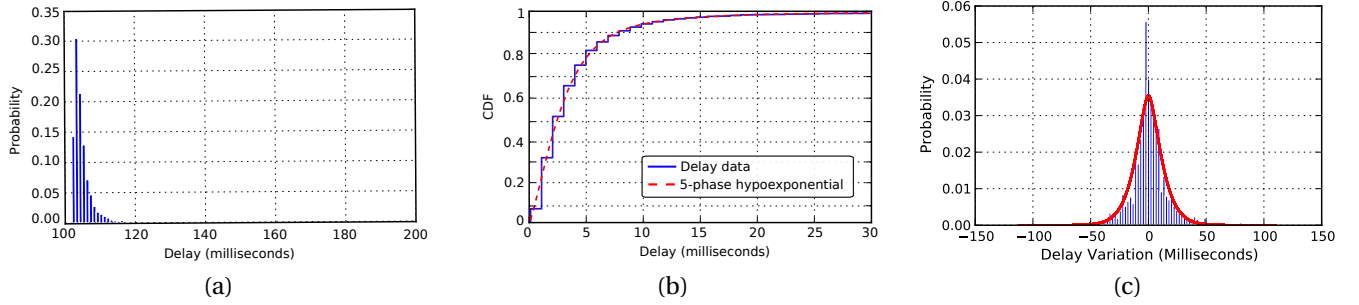 0.35
0.30
0.25
0.20
0.15
0.10
0.05
0.00
Probability
100 120 140 160 180 200
Delay (milliseconds)
(a)
1
0.8
0.6
0.4
0.2
0
CDF
Delay data
5-phase hypoexponential
0 5 10 15 20 25 30
Delay (milliseconds)
(b)
0.06
0.05
0.04
0.03
0.02
0.01
0.00
Probability
−150 −100 −50 0 50 100 150
Delay Variation (Milliseconds)
(c)